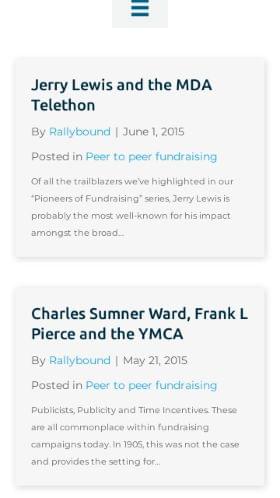 Jerry Lewis and the MDA
Telethon
By Rallybound | June 1, 2015
Posted in Peer to peer fundraising
Of all the trailblazers we've highlighted in our
"Pioneers of Fundraising" series, Jerry Lewis is
probably the most well-known for his impact
amongst the broad...
Charles Sumner Ward, Frank L
Pierce and the YMCA
By Rallybound | May 21, 2015
Posted in Peer to peer fundraising
Publicists, Publicity and Time Incentives. These
are all commonplace within fundraising
campaigns today. In 1905, this was not the case
and provides the setting for...